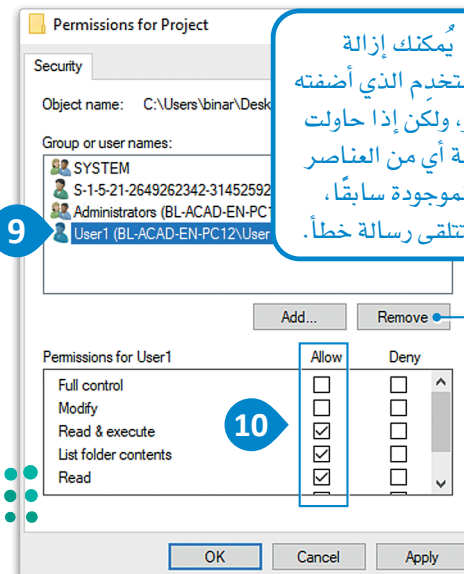 Permissions for Project
Security
Object name: C:\Users\binar\Desk
Group or user names:
SYSTEM
S-1-5-21-2649262342-31452592
Administrators (BL-ACAD-EN-PC1
9
User1 (BL-ACAD-EN-PC12\User
يُمكنك إزالة
الذي أضفته
ولكن إذا حاولت
أي من العناصر
سابقًا،
تتلقى رسالة خطأ.
Add...
Remove
Permissions for User1
Allow
Deny
Full control
Modify
Read & execute
10
List folder contents
Read
OK
Cancel
Apply